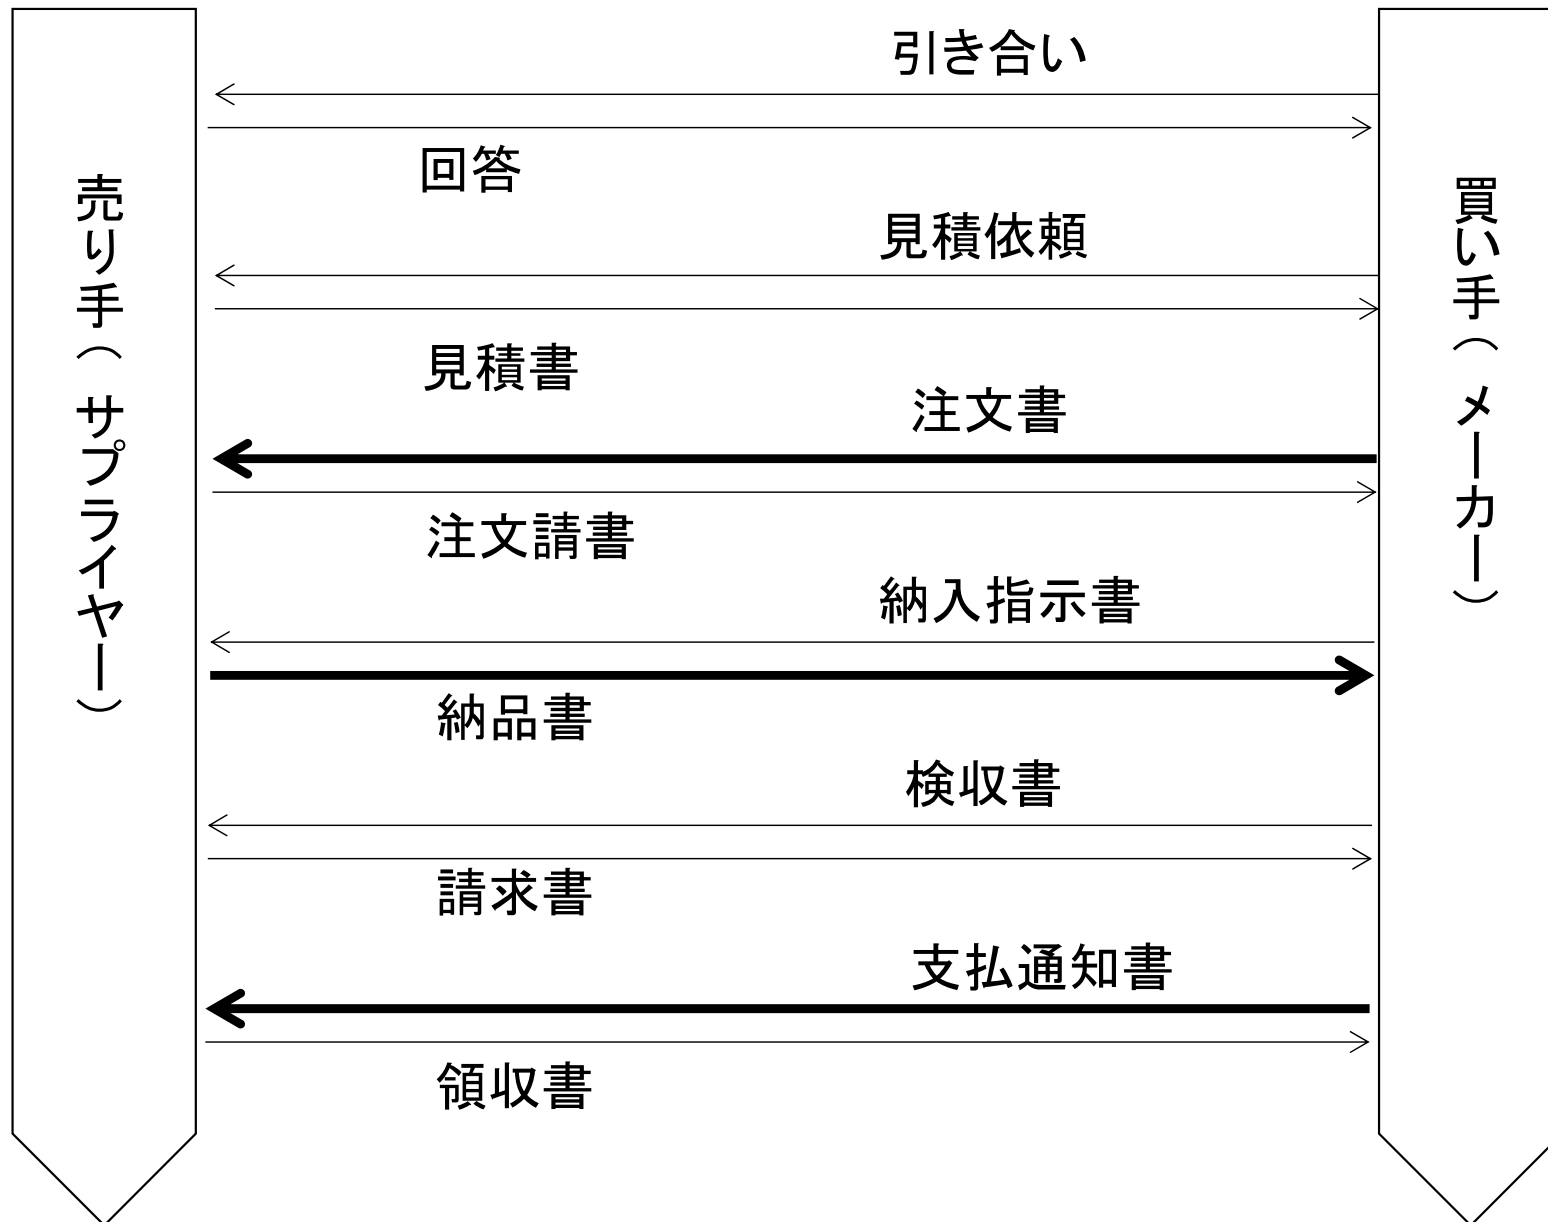 売り手（サプライヤー）
買い手（メーカー）
引き合い
回答
見積依頼
見積書
注文書
注文請書
納入指示書
納品書
検収書
請求書
支払通知書
領収書